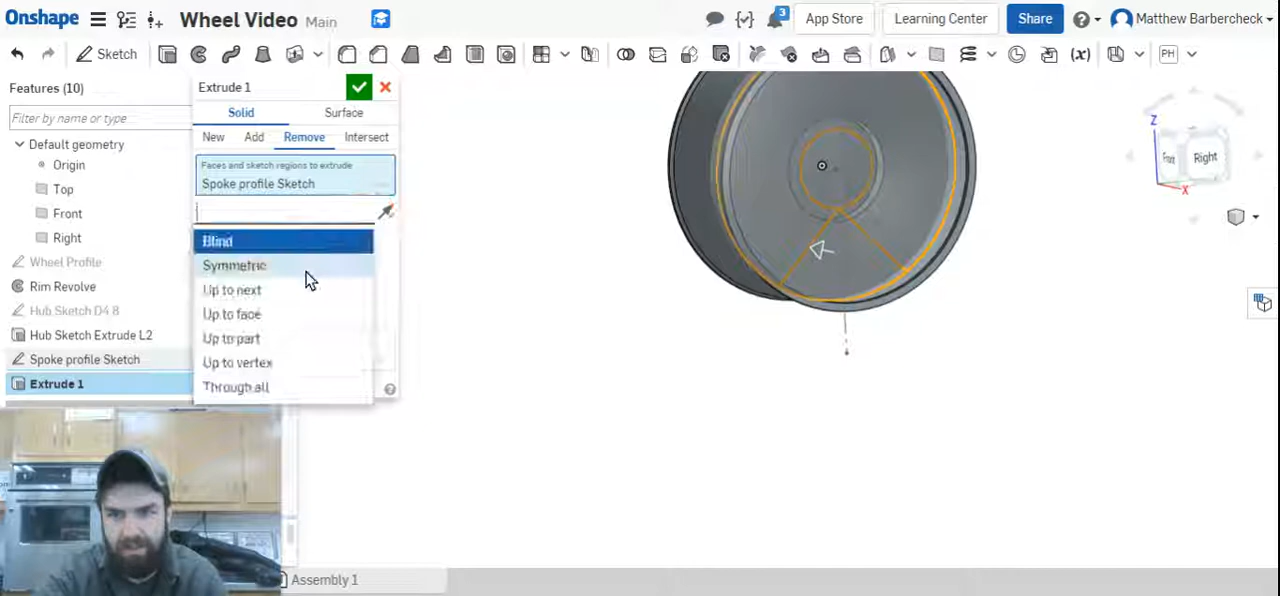 Onshape
Wheel Video Main
3
App Store
Learning Center
Share
Matthew Barbercheck
Sketch
(x)
PH
Features (10)
Filter by name or type...
Default geometry
Origin
Top
Front
Right
Wheel Profile
Rim Revolve
Hub Sketch D4 8
Hub Sketch Extrude L2
Spoke profile Sketch
Extrude 1
Extrude 1
Solid Surface
New Add Remove Intersect
Faces and sketch regions to extrude
Spoke profile Sketch
Blind
Symmetric
Up to next
Up to face
Up to part
Up to vertex
Through all
Z
Front
Right
X
Assembly 1